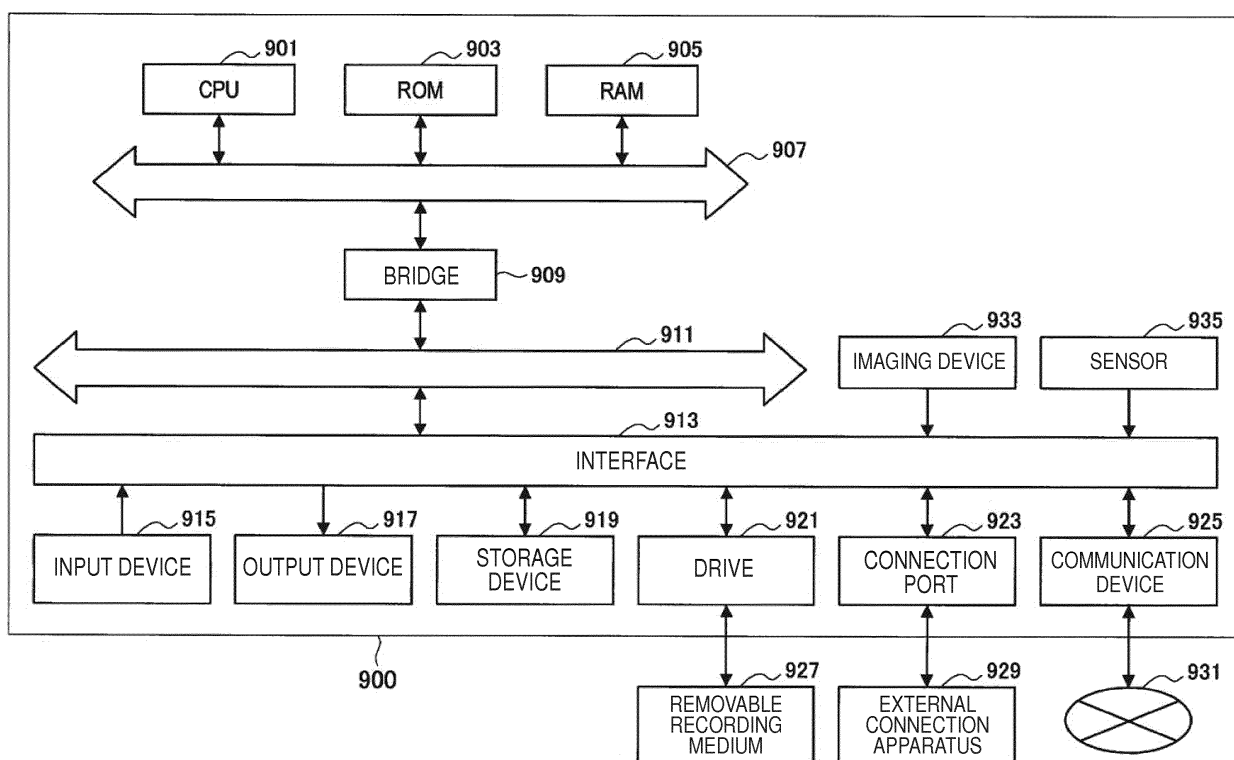 901
903
905
CPU
ROM
RAM
907
BRIDGE
909
911
933
935
IMAGING DEVICE
SENSOR
913
INTERFACE
915
917
919
921
923
925
INPUT DEVICE
OUTPUT DEVICE
STORAGE
DEVICE
DRIVE
CONNECTION
PORT
COMMUNICATION
DEVICE
900
927
929
931
REMOVABLE
RECORDING
MEDIUM
EXTERNAL
CONNECTION
APPARATUS